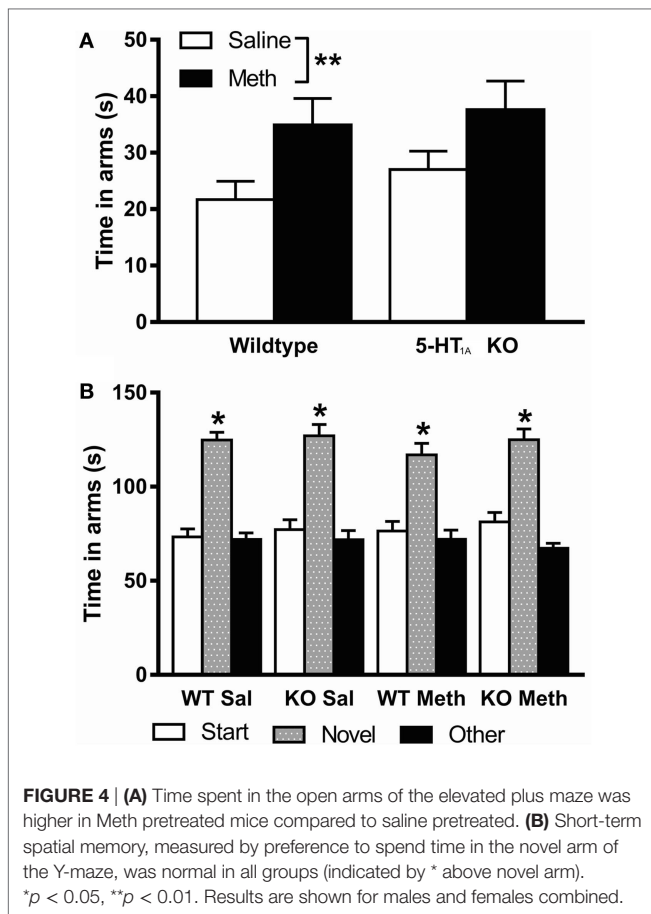 A
Time in arms (s)
50
40
30
20
10
0
Saline
Meth
**
Wildtype
5-HT1A KO
B
Time in arms (s)
150
100
50
0
* * * *
WT Sal KO Sal WT Meth KO Meth
Start Novel Other
FIGURE 4 | (A) Time spent in the open arms of the elevated plus maze was
higher in Meth pretreated mice compared to saline pretreated. (B) Short-term
spatial memory, measured by preference to spend time in the novel arm of
the Y-maze, was normal in all groups (indicated by * above novel arm).
*p < 0.05, **p < 0.01. Results are shown for males and females combined.